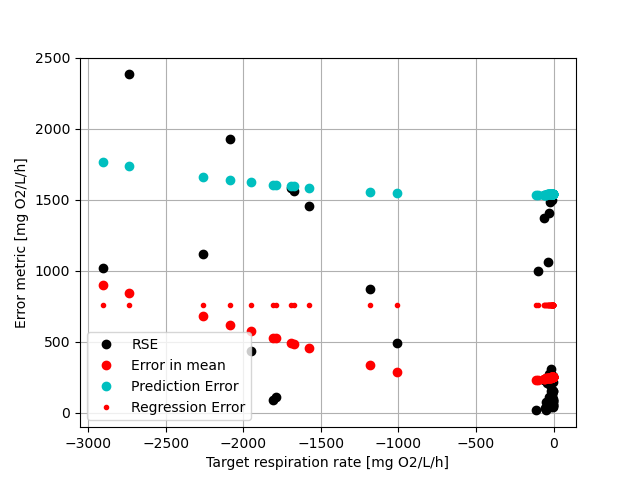 2500
2000
1500
1000
500
0
Error metric [mg O2/L/h]
RSE
Error in mean
Prediction Error
Regression Error
−3000 −2500 −2000 −1500 −1000 −500 0
Target respiration rate [mg O2/L/h]